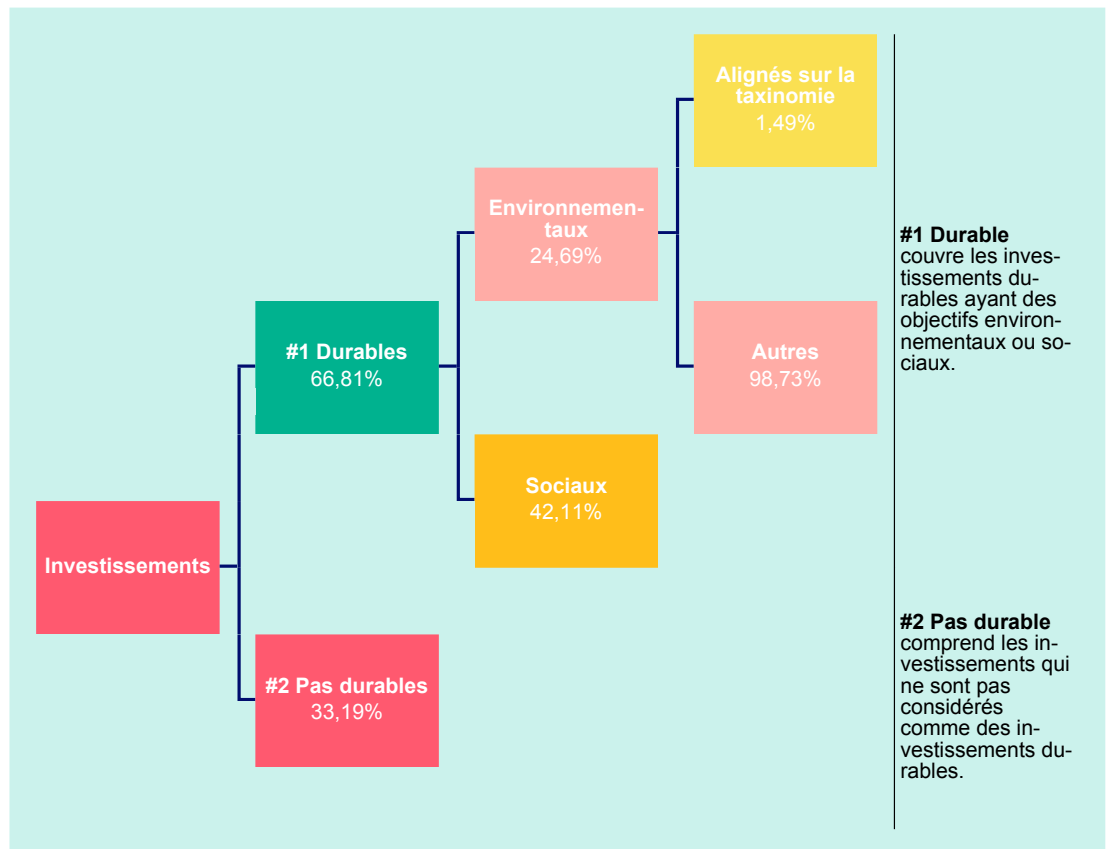 Alignés sur la
taxinomie
1,49%
Environnemen-
taux
24,69%
#1 Durables
66,81%
Autres
98,73%
Sociaux
42,11%
Investissements
#2 Pas durables
33,19%
#1 Durable
couvre les inves-
tissements du-
rables ayant des
objectifs environ-
nementaux ou so-
ciaux.
#2 Pas durable
comprend les in-
vestissements qui
ne sont pas
considérés
comme des in-
vestissements du-
rables.